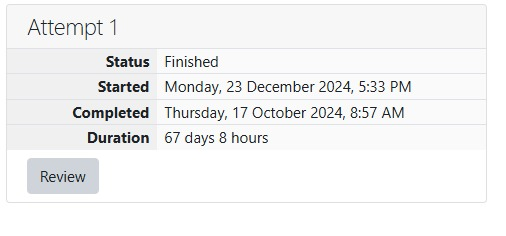 Attempt 1
Status Finished
Started Monday, 23 December 2024, 5:33 PM
Completed Thursday, 17 October 2024, 8:57 AM
Duration 67 days 8 hours
Review